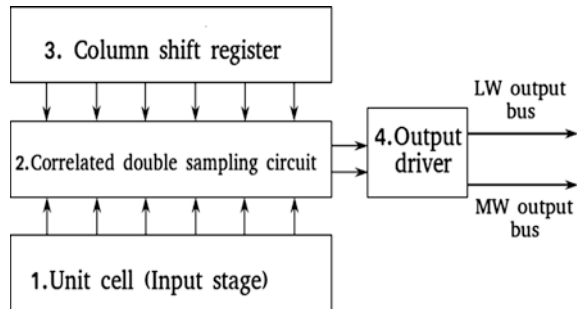 3. Column shift register
LW output
bus
2.Correlated double sampling circuit
4.Output
driver
MW output
bus
1.Unit cell (Input stage)